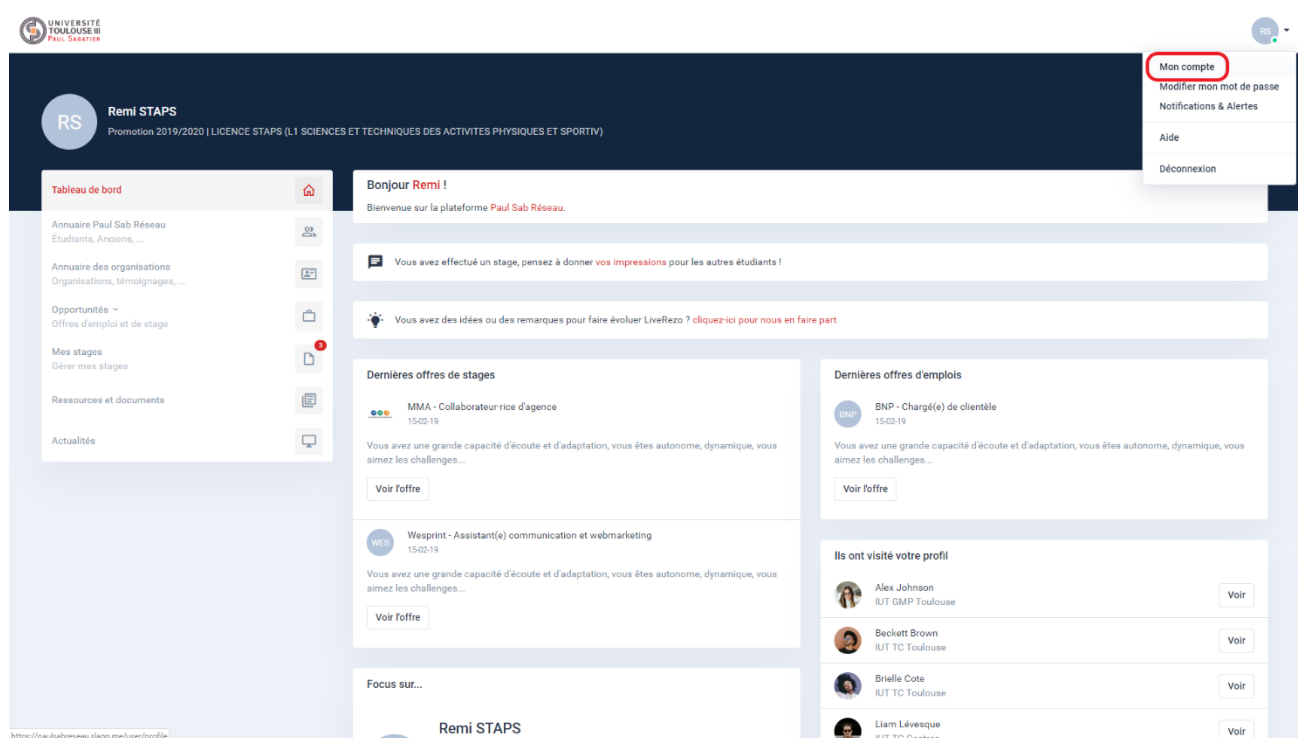 UNIVERSITÉ
TOULOUSE III
PAUL SABATIER
RS
Mon compte
Modifier mon mot de passe
Notifications & Alertes
Aide
Déconnexion
RS
Remi STAPS
Promotion 2019/2020 | LICENCE STAPS (L1 SCIENCES ET TECHNIQUES DES ACTIVITES PHYSIQUES ET SPORTIV)
Tableau de bord
Annuaire Paul Sab Réseau
Étudiants, Anciens, ...
Annuaire des organisations
Organisations, témoignages, ...
Opportunités
Offres d'emploi et de stage
Mes stages
Gérer mes stages
3
Ressources et documents
Actualités
Bonjour Remi !
Bienvenue sur la plateforme Paul Sab Réseau.
Vous avez effectué un stage, pensez à donner vos impressions pour les autres étudiants !
Vous avez des idées ou des remarques pour faire évoluer LiveRezo ? cliquez-ici pour nous en faire part
Dernières offres de stages
MMA - Collaborateur·rice d'agence
15-02-19
Vous avez une grande capacité d'écoute et d'adaptation, vous êtes autonome, dynamique, vous
aimez les challenges...
Voir l'offre
WES
Wesprint - Assistant(e) communication et webmarketing
15-02-19
Vous avez une grande capacité d'écoute et d'adaptation, vous êtes autonome, dynamique, vous
aimez les challenges...
Voir l'offre
Focus sur...
Remi STAPS
Dernières offres d'emplois
BNP
BNP - Chargé(e) de clientèle
15-02-19
Vous avez une grande capacité d'écoute et d'adaptation, vous êtes autonome, dynamique, vous
aimez les challenges...
Voir l'offre
Ils ont visité votre profil
Alex Johnson
IUT GMP Toulouse
Voir
Beckett Brown
IUT TC Toulouse
Voir
Brielle Cote
IUT TC Toulouse
Voir
Liam Lévesque
IUT TC Castres
Voir
https://paulsabreseau.slapp.me/user/profile